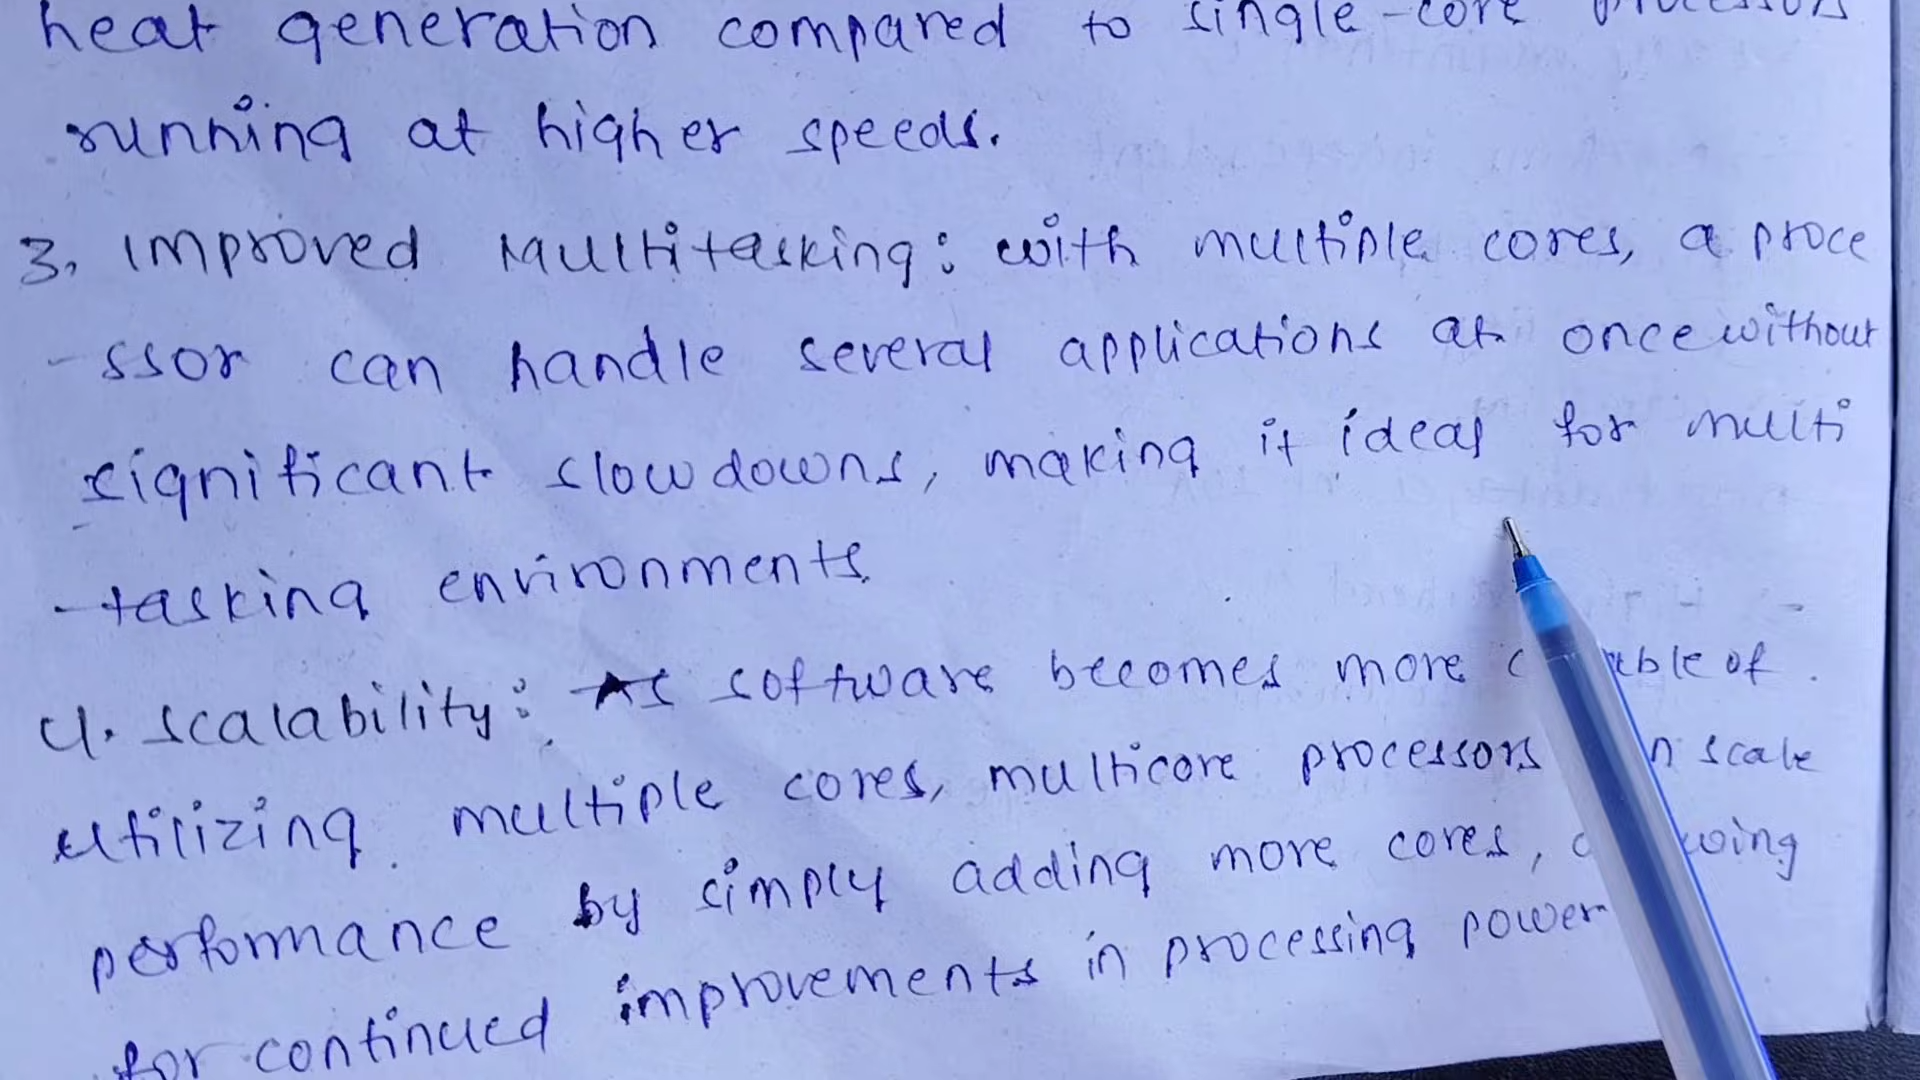 heat generation compared to single-core processors
running at higher speeds.
3. Improved Multitasking: with multiple cores, a proce
-ssor can handle several applications at once without
significant slowdowns, making it ideal for multi
-tasking environments.
4. scalability: As software becomes more of
utilizing multiple cores, multicore processors scale
performance by simply adding more cores,
for continued improvements in processing power